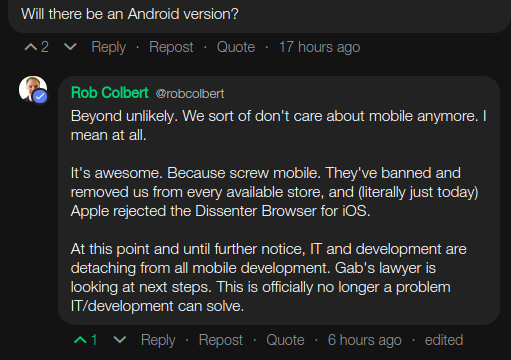 Will there be an Android version?
2 Reply · Repost · Quote · 17 hours ago
Rob Colbert @robcolbert
Beyond unlikely. We sort of don't care about mobile anymore. I
mean at all.
It's awesome. Because screw mobile. They've banned and
removed us from every available store, and (literally just today)
Apple rejected the Dissenter Browser for iOS.
At this point and until further notice, IT and development are
detaching from all mobile development. Gab's lawyer is
looking at next steps. This is officially no longer a problem
IT/development can solve.
1 Reply · Repost · Quote · 6 hours ago · edited